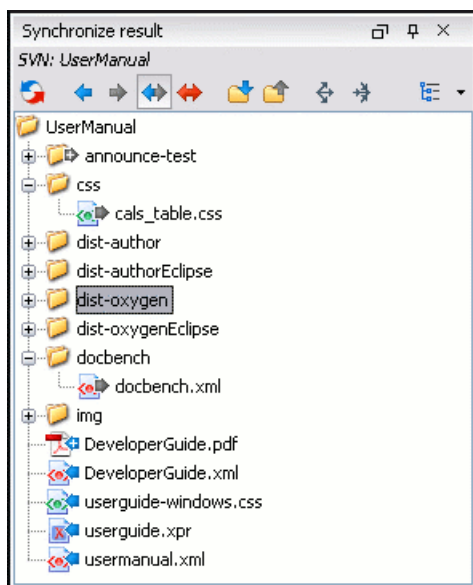 Synchronize result
SVN: UserManual
UserManual
announce-test
css
cals_table.css
dist-author
dist-authorEclipse
dist-oxygen
dist-oxygenEclipse
docbench
docbench.xml
img
DeveloperGuide.pdf
DeveloperGuide.xml
userguide-windows.css
userguide.xpr
usermanual.xml